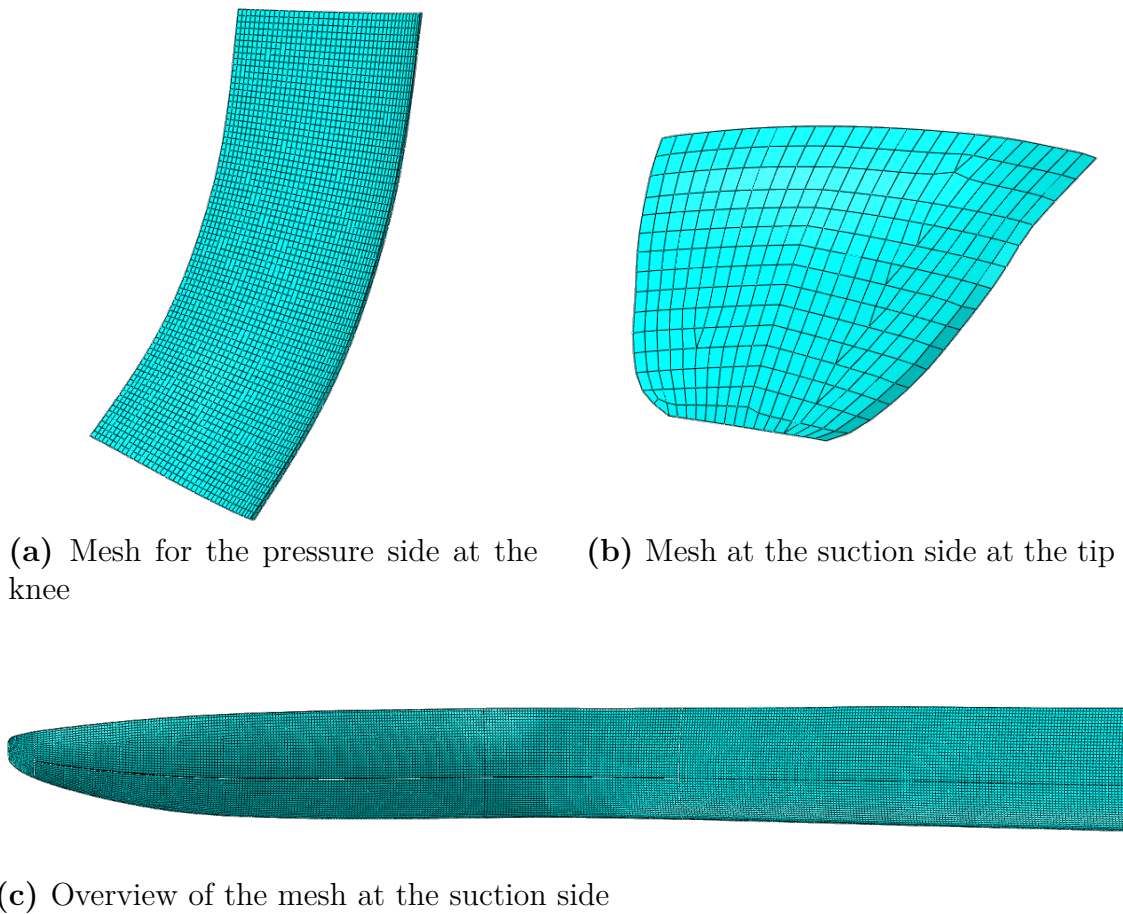 (a) Mesh for the pressure side at the
knee
(b) Mesh at the suction side at the tip
(c) Overview of the mesh at the suction side